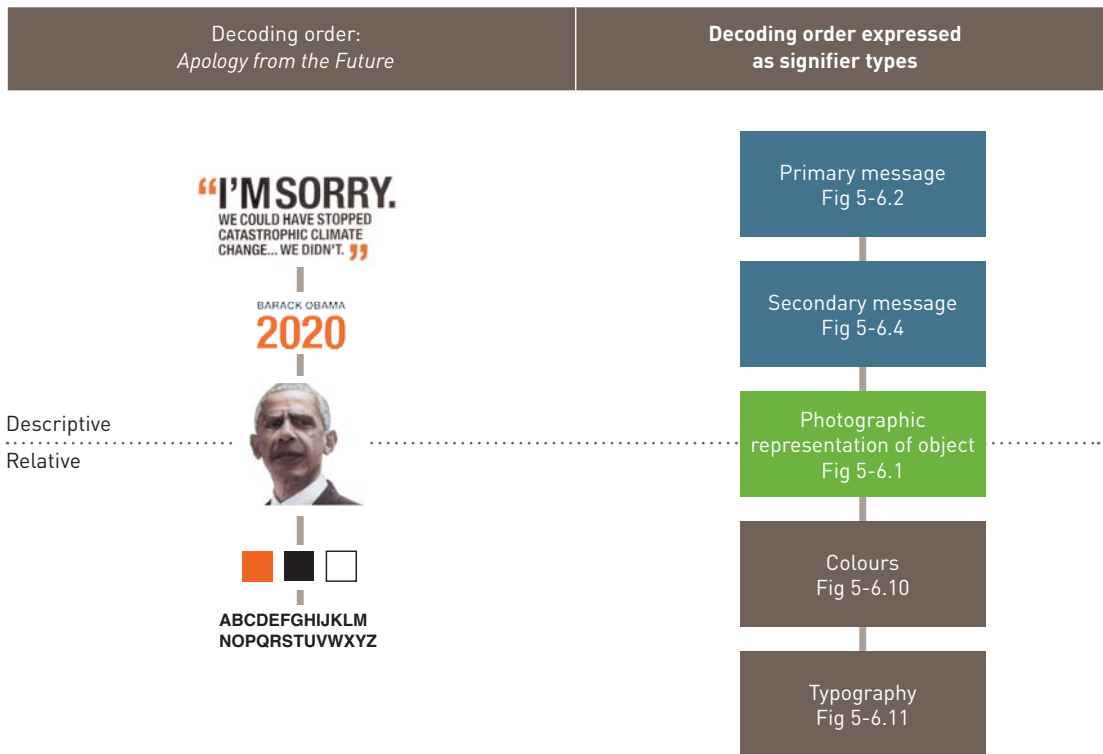 Decoding order:
Apology from the Future
Decoding order expressed
as signifier types
“I’M SORRY.
WE COULD HAVE STOPPED
CATASTROPHIC CLIMATE
CHANGE... WE DIDN'T. ”
BARACK OBAMA
2020
Descriptive
Relative
ABCDEFGHIJKLM
NOPQRSTUVWXYZ
Primary message
Fig 5-6.2
Secondary message
Fig 5-6.4
Photographic
representation of object
Fig 5-6.1
Colours
Fig 5-6.10
Typography
Fig 5-6.11